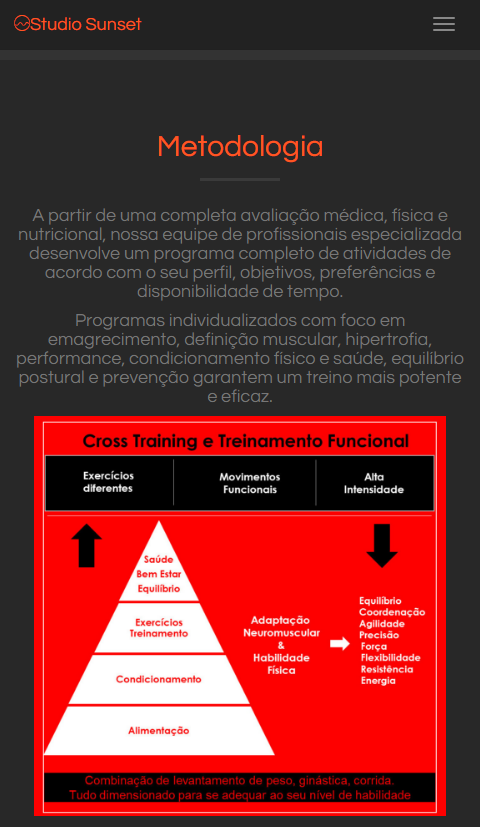 Studio Sunset
Metodologia
A partir de uma completa avaliação médica, física e
nutricional, nossa equipe de profissionais especializada
desenvolve um programa completo de atividades de
acordo com o seu perfil, objetivos, preferências e
disponibilidade de tempo.
Programas individualizados com foco em
emagrecimento, definição muscular, hipertrofia,
performance, condicionamento físico e saúde, equilíbrio
postural e prevenção garantem um treino mais potente
e eficaz.
Cross Training e Treinamento Funcional
Exercícios
diferentes
Movimentos
Funcionais
Alta
Intensidade
Saúde
Bem Estar
Equilíbrio
Exercícios
Treinamento
Condicionamento
Alimentação
Adaptação
Neuromuscular
&
Habilidade
Física
Equilíbrio
Coordenação
Agilidade
Precisão
Força
Flexibilidade
Resistência
Energia
Combinação de levantamento de peso, ginástica, corrida.
Tudo dimensionado para se adequar ao seu nível de habilidade